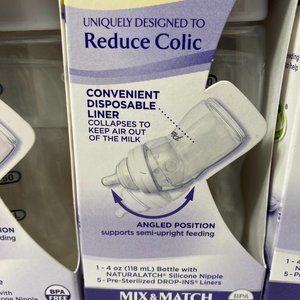 UNIQUELY DESIGNED TO
Reduce Colic
CONVENIENT
DISPOSABLE
LINER
COLLAPSES TO
KEEP AIR OUT
OF THE MILK
ANGLED POSITION
supports semi-upright feeding
1 - 4 oz (118 mL) Bottle with
NATURALATCH® Silicone Nipple
5 - Pre-Sterilized DROP-INS® Liners
MIX&MATCH
BPA
BPA
FREE